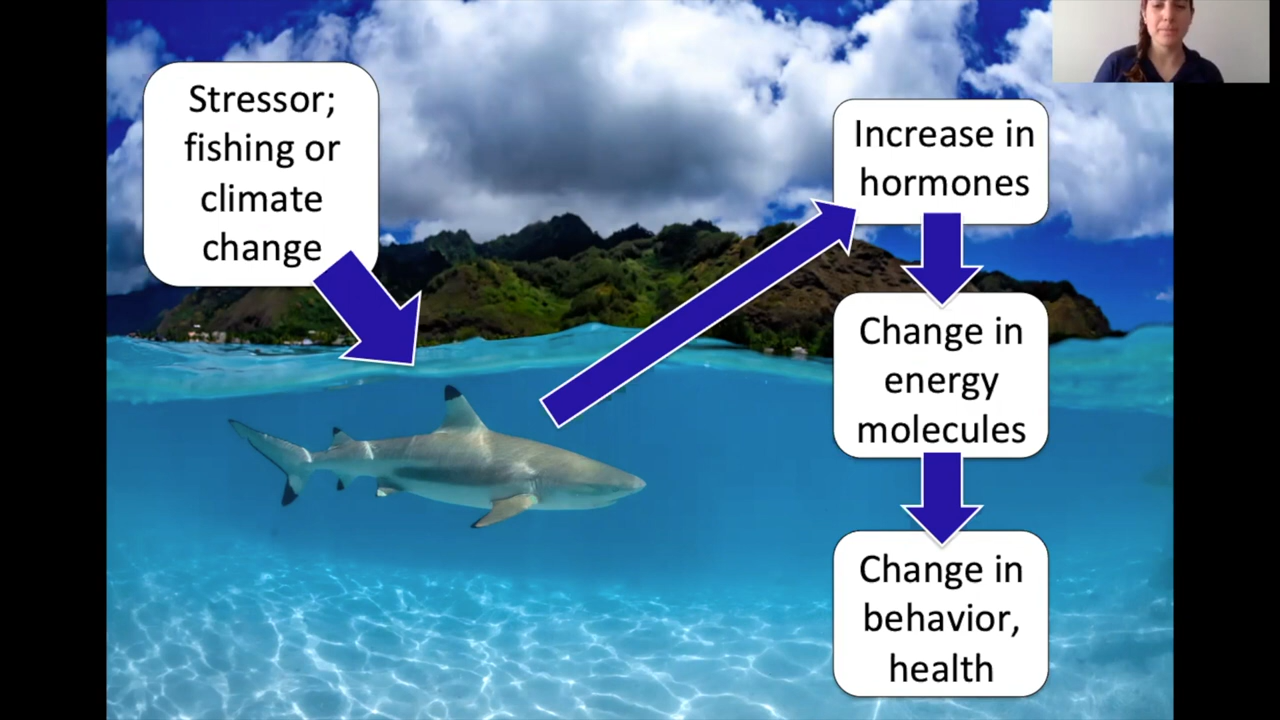 Stressor;
fishing or
climate
change
Increase in
hormones
Change in
energy
molecules
Change in
behavior,
health